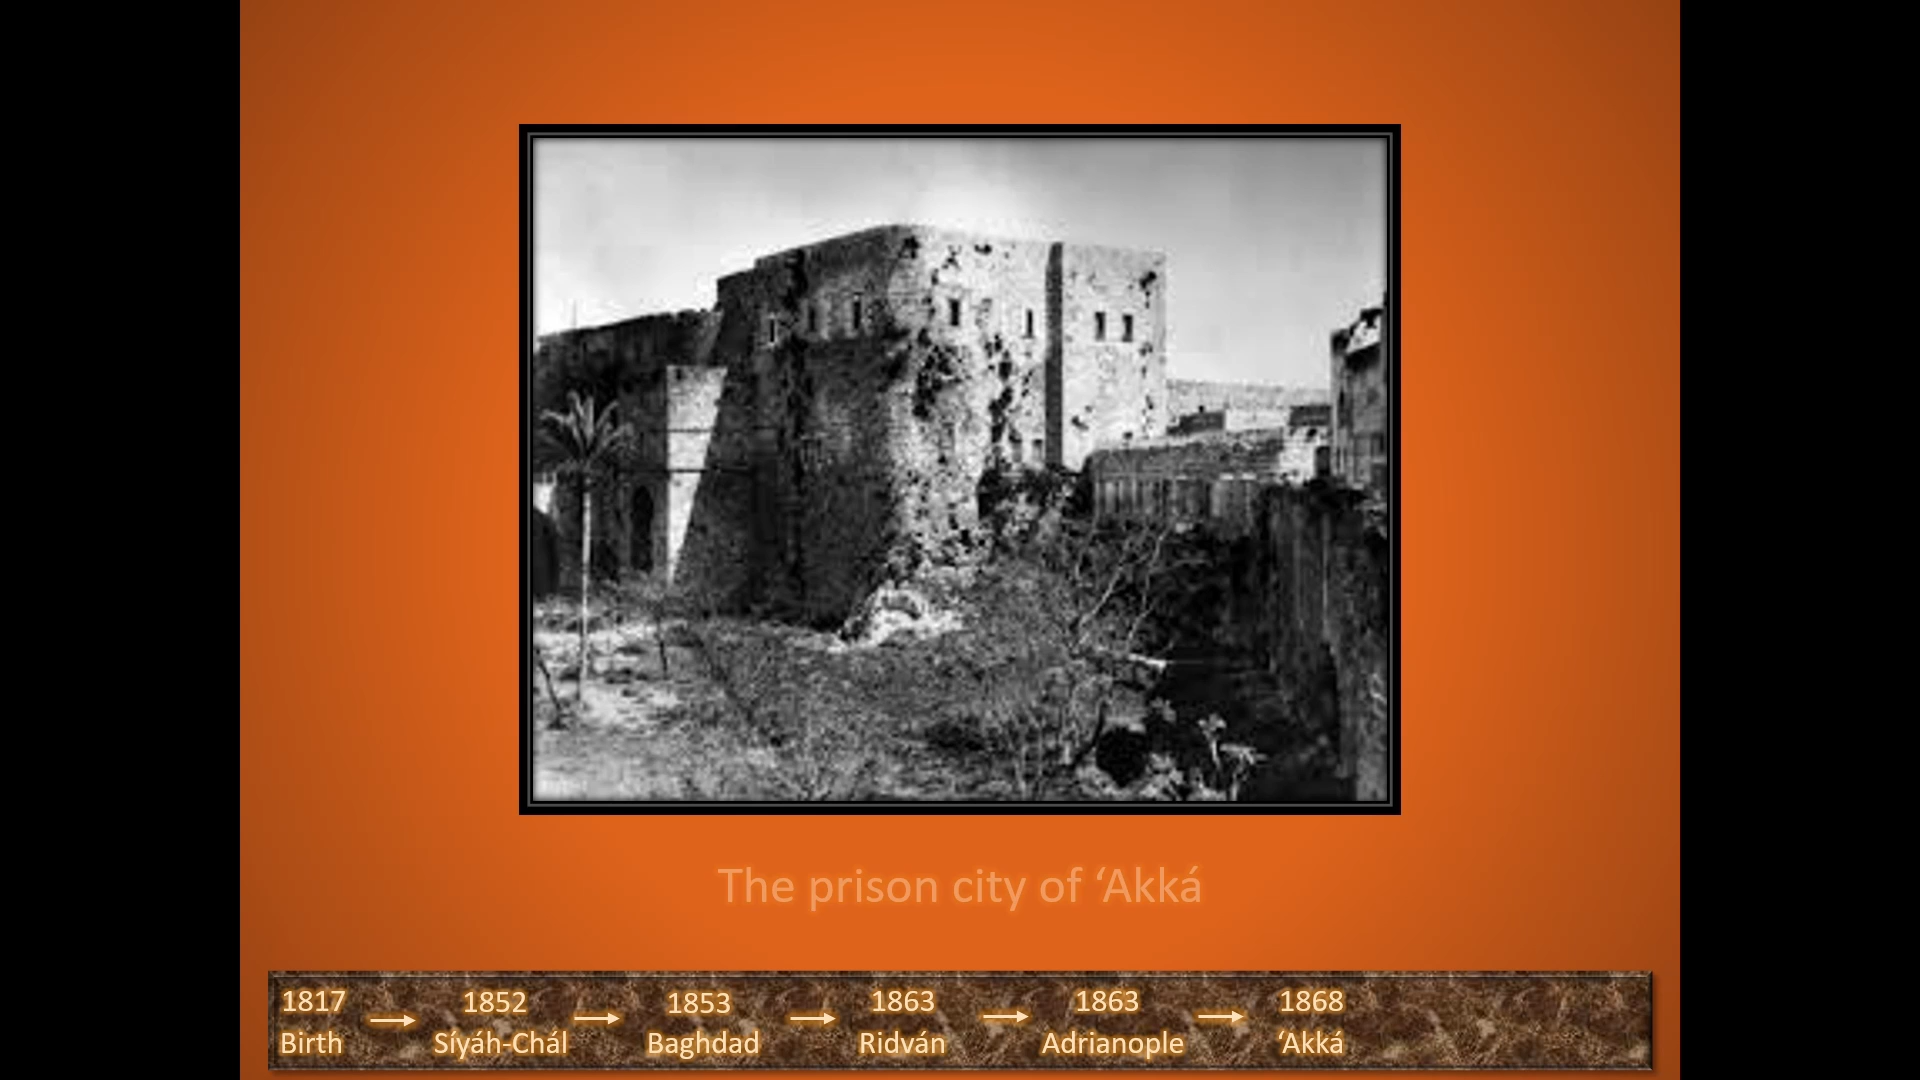 The prison city of ‘Akká
1817 → 1852 → 1853 → 1863 → 1863 → 1868
Birth Síyáh-Chál Baghdad Ridván Adrianople ‘Akká